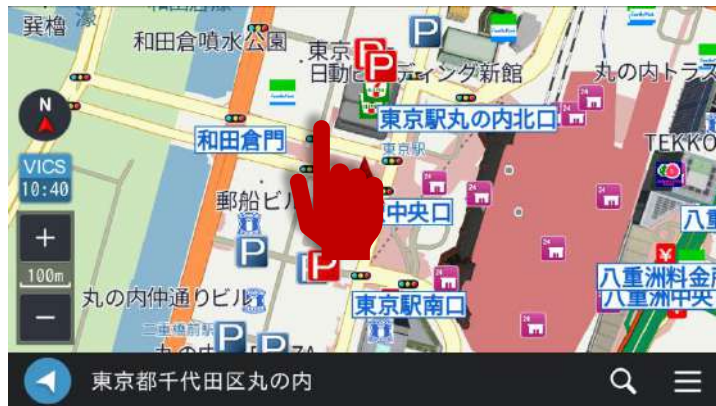 巽櫓
濠
和田倉噴水公園
東京
日動ビルディング新館
丸の内トラス
N
和田倉門
東京駅丸の内北口
東京駅
TEKKO
VICS
10:40
郵船ビル
中央口
八重
+
100m
−
丸の内仲通りビル
東京駅南口
八重洲料金所
八重洲中央
二重橋前駅
東京都千代田区丸の内